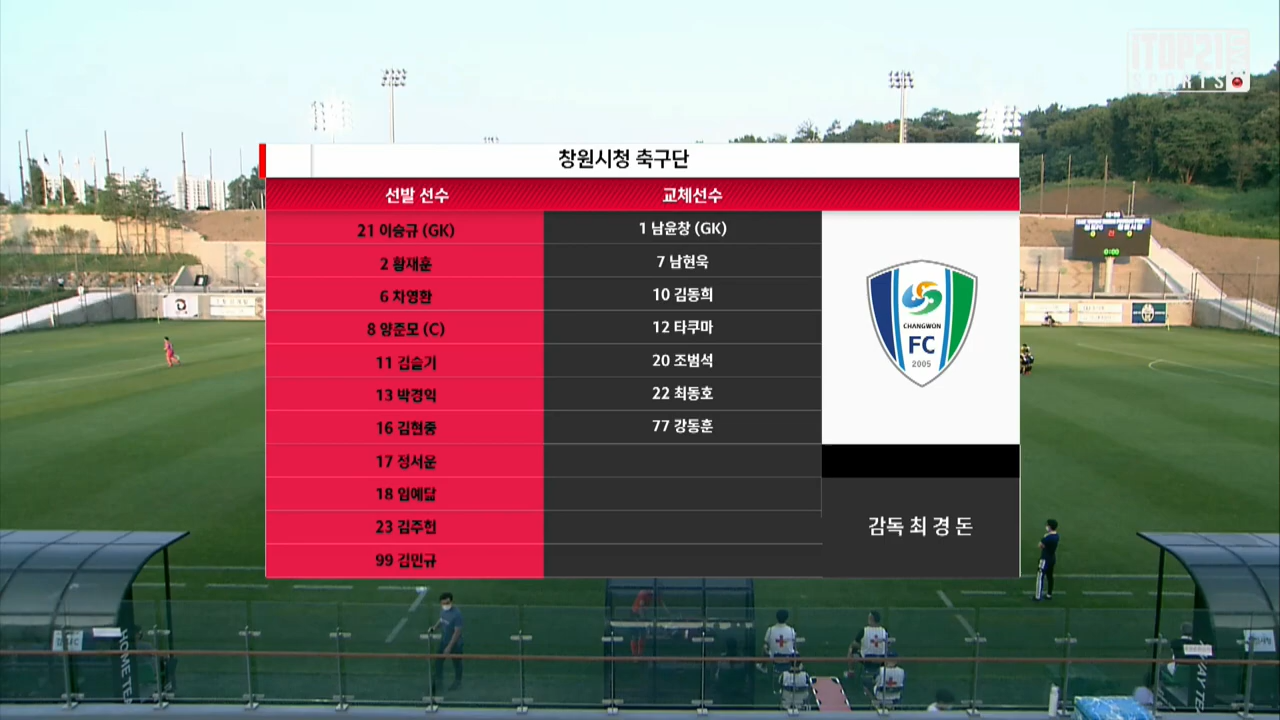 iTOP21
SPORTS
창원시청 축구단
선발 선수
교체선수
21 이승규 (GK)
1 남윤창 (GK)
2 황재훈
7 남현욱
6 차영환
10 김동희
8 양준모 (C)
12 타쿠마
11 김슬기
20 조범석
13 박경익
22 최동호
16 김현중
77 강동훈
17 정서운
18 임예닮
23 김주헌
99 김민규
CHANGWON
FC
2005
감독 최 경 돈
HOME TE
WAY TE